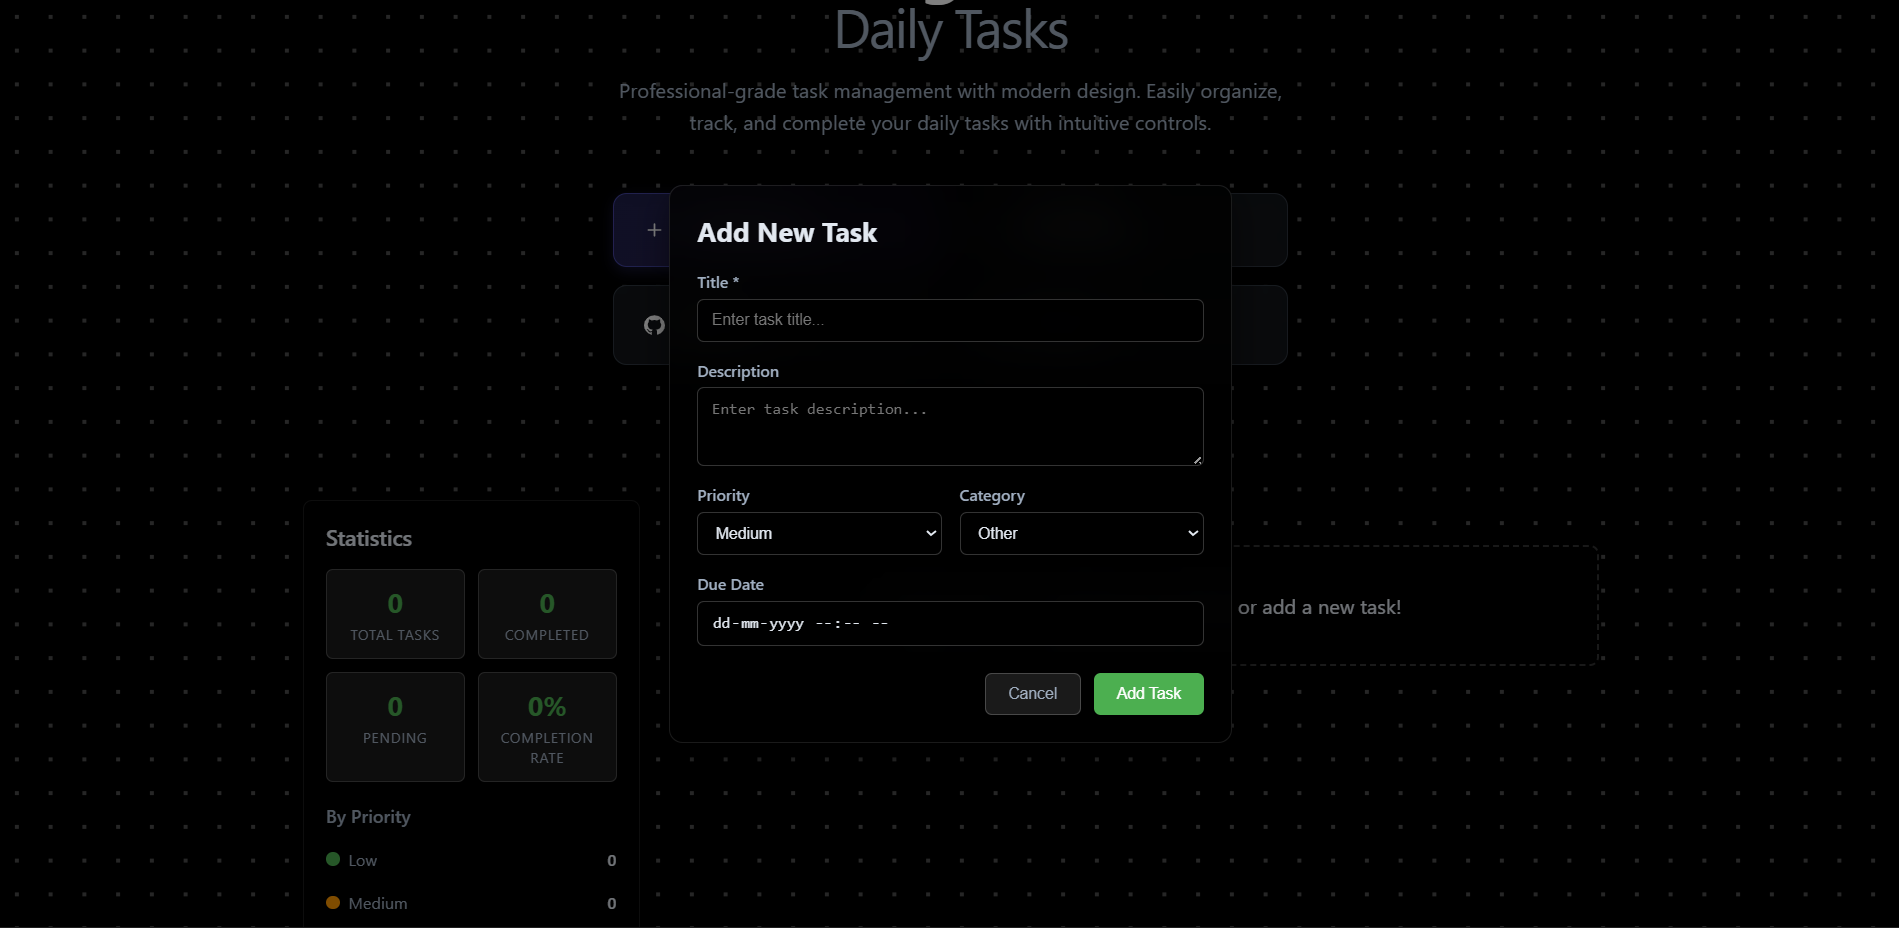 Daily Tasks
Professional-grade task management with modern design. Easily organize,
track, and complete your daily tasks with intuitive controls.
+
Add New Task
Title *
Enter task title...
Description
Enter task description...
Priority
Category
Medium
Other
Due Date
dd-mm-yyyy --:-- --
Cancel
Add Task
or add a new task!
Statistics
0
TOTAL TASKS
0
COMPLETED
0
PENDING
0%
COMPLETION
RATE
By Priority
Low 0
Medium 0